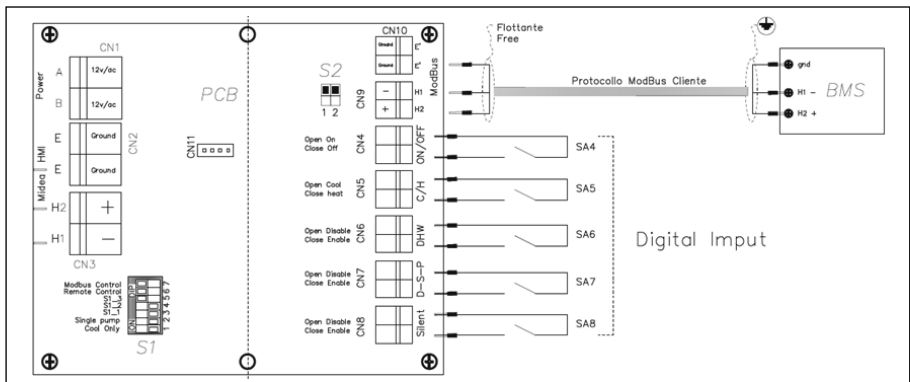 CN1
Power
A
12v/ac
B
12v/ac
HMI
E
Ground
E
Ground
CN2
Midea
H2
+
H1
-
CN3
Modbus Control
Remote Control
S1_3
S1_2
S1_1
Single pump
Cool Only
DIP
ON
1 2 3 4 5 6 7
S1
PCB
CN11
S2
1 2
CN10
Ground
E'
Ground
E'
ModBus
CN9
-
H1
+
H2
Open On
Close Off
CN4
ON/OFF
SA4
Open Cool
Close heat
CN5
C/H
SA5
Open Disable
Close Enable
CN6
DHW
SA6
Open Disable
Close Enable
CN7
D-S-P
SA7
Open Disable
Close Enable
CN8
Silent
SA8
Digital Imput
Flottante
Free
Protocollo ModBus Cliente
gnd
H1 -
H2 +
BMS